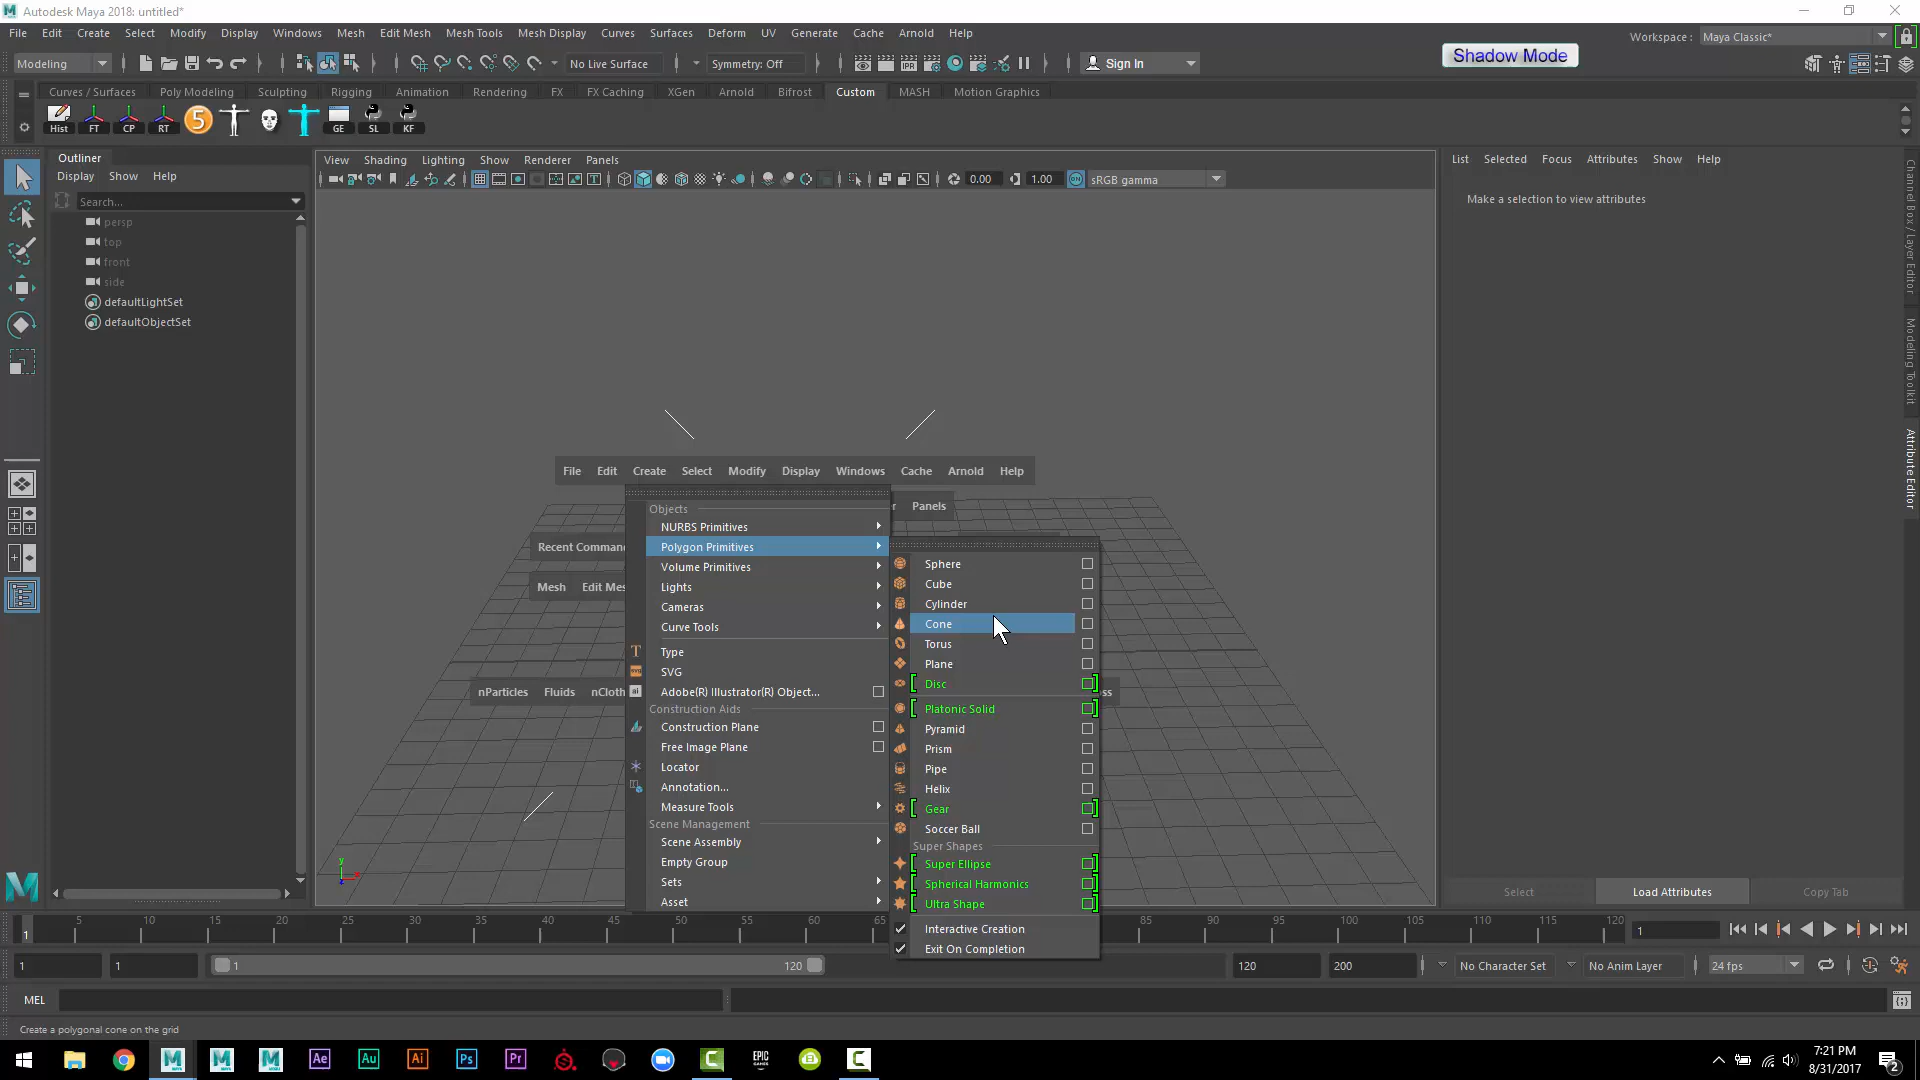 Autodesk Maya 2018: untitled*
File Edit Create Select Modify Display Windows Mesh Edit Mesh Mesh Tools Mesh Display Curves Surfaces Deform UV Generate Cache Arnold Help
Workspace : Maya Classic*
Shadow Mode
Modeling No Live Surface Symmetry: Off Sign In
Curves / Surfaces Poly Modeling Sculpting Rigging Animation Rendering FX FX Caching XGen Arnold Bifrost Custom MASH Motion Graphics
Hist FT CP RT 5 GE SL KF
Outliner
Display Show Help
Search...
persp
top
front
side
defaultLightSet
defaultObjectSet
View Shading Lighting Show Renderer Panels
0.00 1.00 sRGB gamma
List Selected Focus Attributes Show Help
Make a selection to view attributes
Channel Box / Layer Editor
Modeling Toolkit
Attribute Editor
File Edit Create Select Modify Display Windows Cache Arnold Help
Panels
Recent Comman
Mesh Edit Mes
nParticles Fluids nCloth
ss
Objects
NURBS Primitives
Polygon Primitives
Volume Primitives
Lights
Cameras
Curve Tools
Type
SVG
Adobe(R) Illustrator(R) Object...
Construction Aids
Construction Plane
Free Image Plane
Locator
Annotation...
Measure Tools
Scene Management
Scene Assembly
Empty Group
Sets
Asset
Sphere
Cube
Cylinder
Cone
Torus
Plane
Disc
Platonic Solid
Pyramid
Prism
Pipe
Helix
Gear
Soccer Ball
Super Shapes
Super Ellipse
Spherical Harmonics
Ultra Shape
Interactive Creation
Exit On Completion
y
Select Load Attributes Copy Tab
1 5 10 15 20 25 30 35 40 45 50 55 60 65 85 90 95 100 105 110 115 120 1
1 1 1 120 120 200 No Character Set No Anim Layer 24 fps
MEL
Create a polygonal cone on the grid
Ae Au Ai Ps Pr EPIC GAMES
7:21 PM
8/31/2017
2